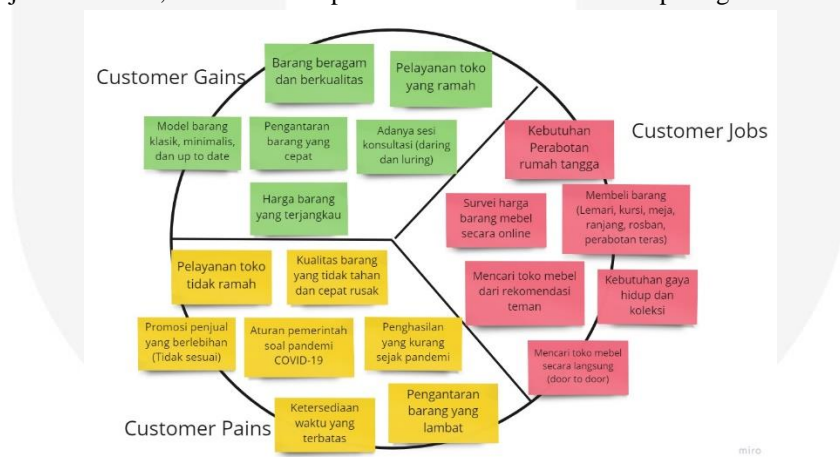 Customer Gains
Barang beragam
dan berkualitas
Pelayanan toko
yang ramah
Model barang
klasik, minimalis,
dan up to date
Pengantaran
barang yang
cepat
Adanya sesi
konsultasi (daring
dan luring)
Harga barang
yang terjangkau
Customer Jobs
Kebutuhan
Perabotan
rumah tangga
Survei harga
barang mebel
secara online
Membeli barang
(Lemari, kursi, meja,
ranjang, rosban,
perabotan teras)
Mencari toko mebel
dari rekomendasi
teman
Kebutuhan gaya
hidup dan
koleksi
Mencari toko mebel
secara langsung
(door to door)
Pelayanan toko
tidak ramah
Kualitas barang
yang tidak tahan
dan cepat rusak
Promosi penjual
yang berlebihan
(Tidak sesuai)
Aturan pemerintah
soal pandemi
COVID-19
Penghasilan
yang kurang
sejak pandemi
Customer Pains
Ketersediaan
waktu yang
terbatas
Pengantaran
barang yang
lambat
miro